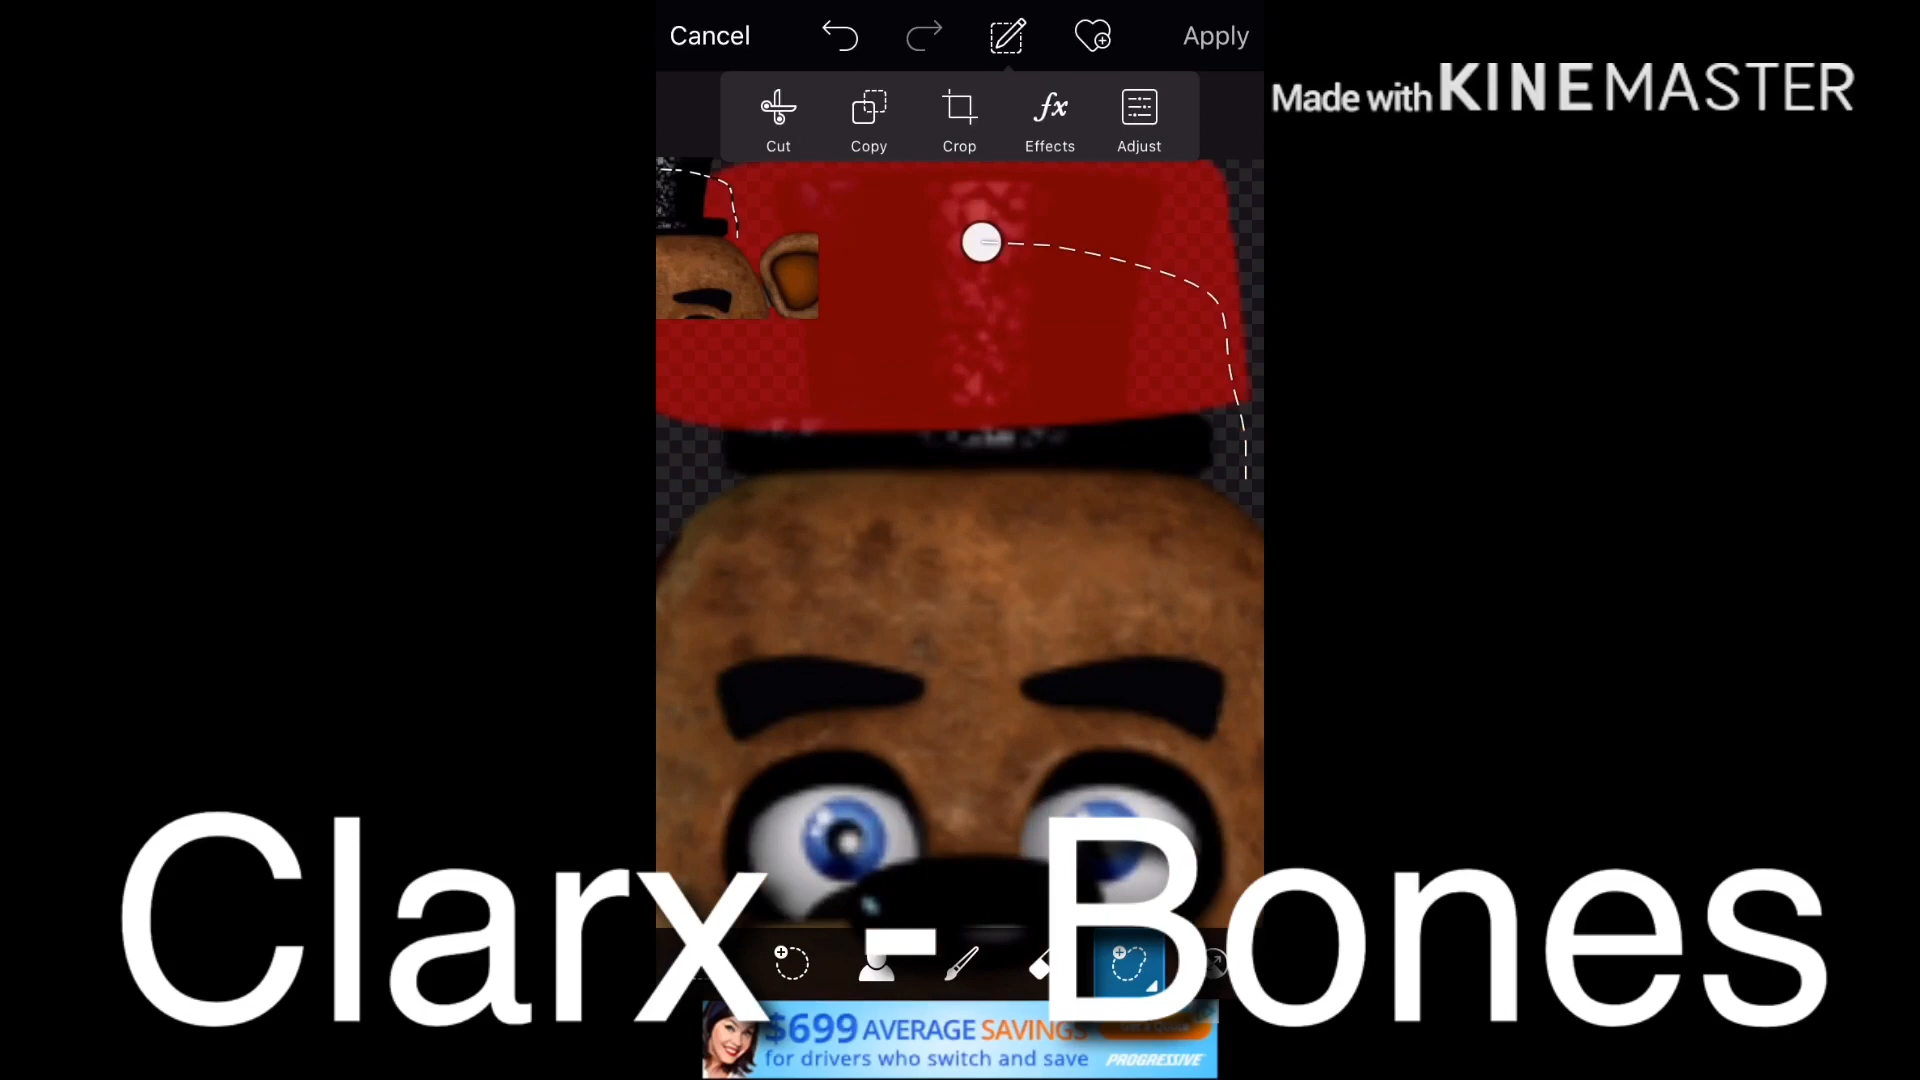 Cancel
Apply
Made with KINEMASTER
Cut
Copy
Crop
fx
Effects
Adjust
Clarx - Bones
$699 AVERAGE SAVINGS
for drivers who switch and save
PROGRESSIVE